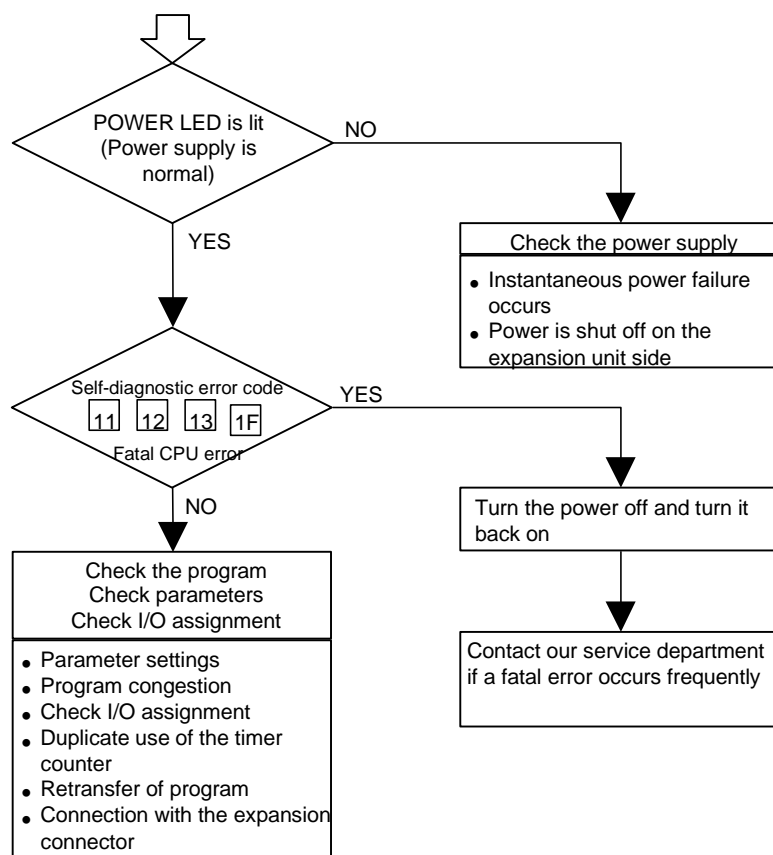 POWER LED is lit
(Power supply is
normal)
NO
YES
Check the power supply
• Instantaneous power failure
occurs
• Power is shut off on the
expansion unit side
Self-diagnostic error code
11 12 13 1F
Fatal CPU error
YES
NO
Turn the power off and turn it
back on
Check the program
Check parameters
Check I/O assignment
• Parameter settings
• Program congestion
• Check I/O assignment
• Duplicate use of the timer
counter
• Retransfer of program
• Connection with the expansion
connector
Contact our service department
if a fatal error occurs frequently